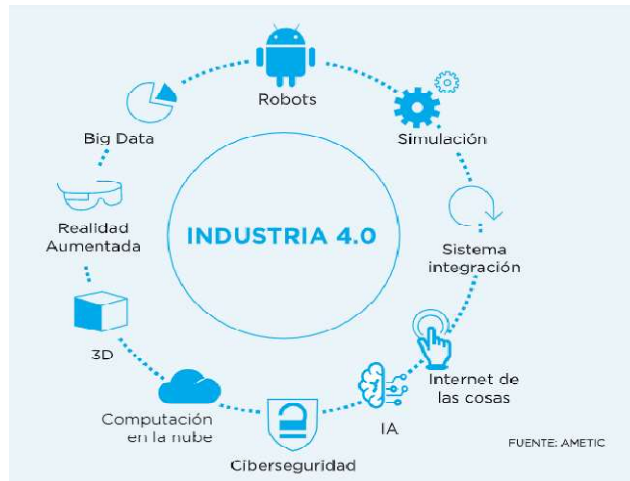 Robots
Big Data
Simulación
INDUSTRIA 4.0
Realidad
Aumentada
Sistema
integración
3D
Internet de
las cosas
IA
Computación
en la nube
Ciberseguridad
FUENTE: AMETIC